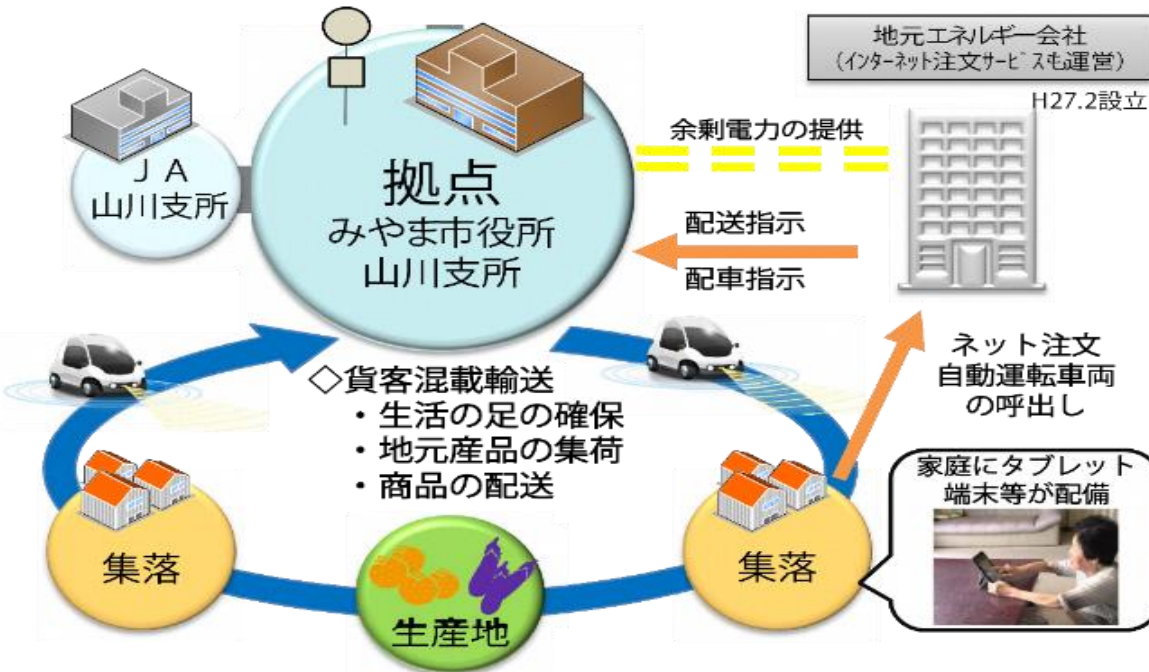 地元エネルギー会社
(インターネット注文サービスも運営)
H27.2設立
ＪＡ
山川支所
拠点
みやま市役所
山川支所
余剰電力の提供
配送指示
配車指示
ネット注文
自動運転車両
の呼出し
◇貨客混載輸送
・生活の足の確保
・地元産品の集荷
・商品の配送
家庭にタブレット
端末等が配備
集落
生産地
集落